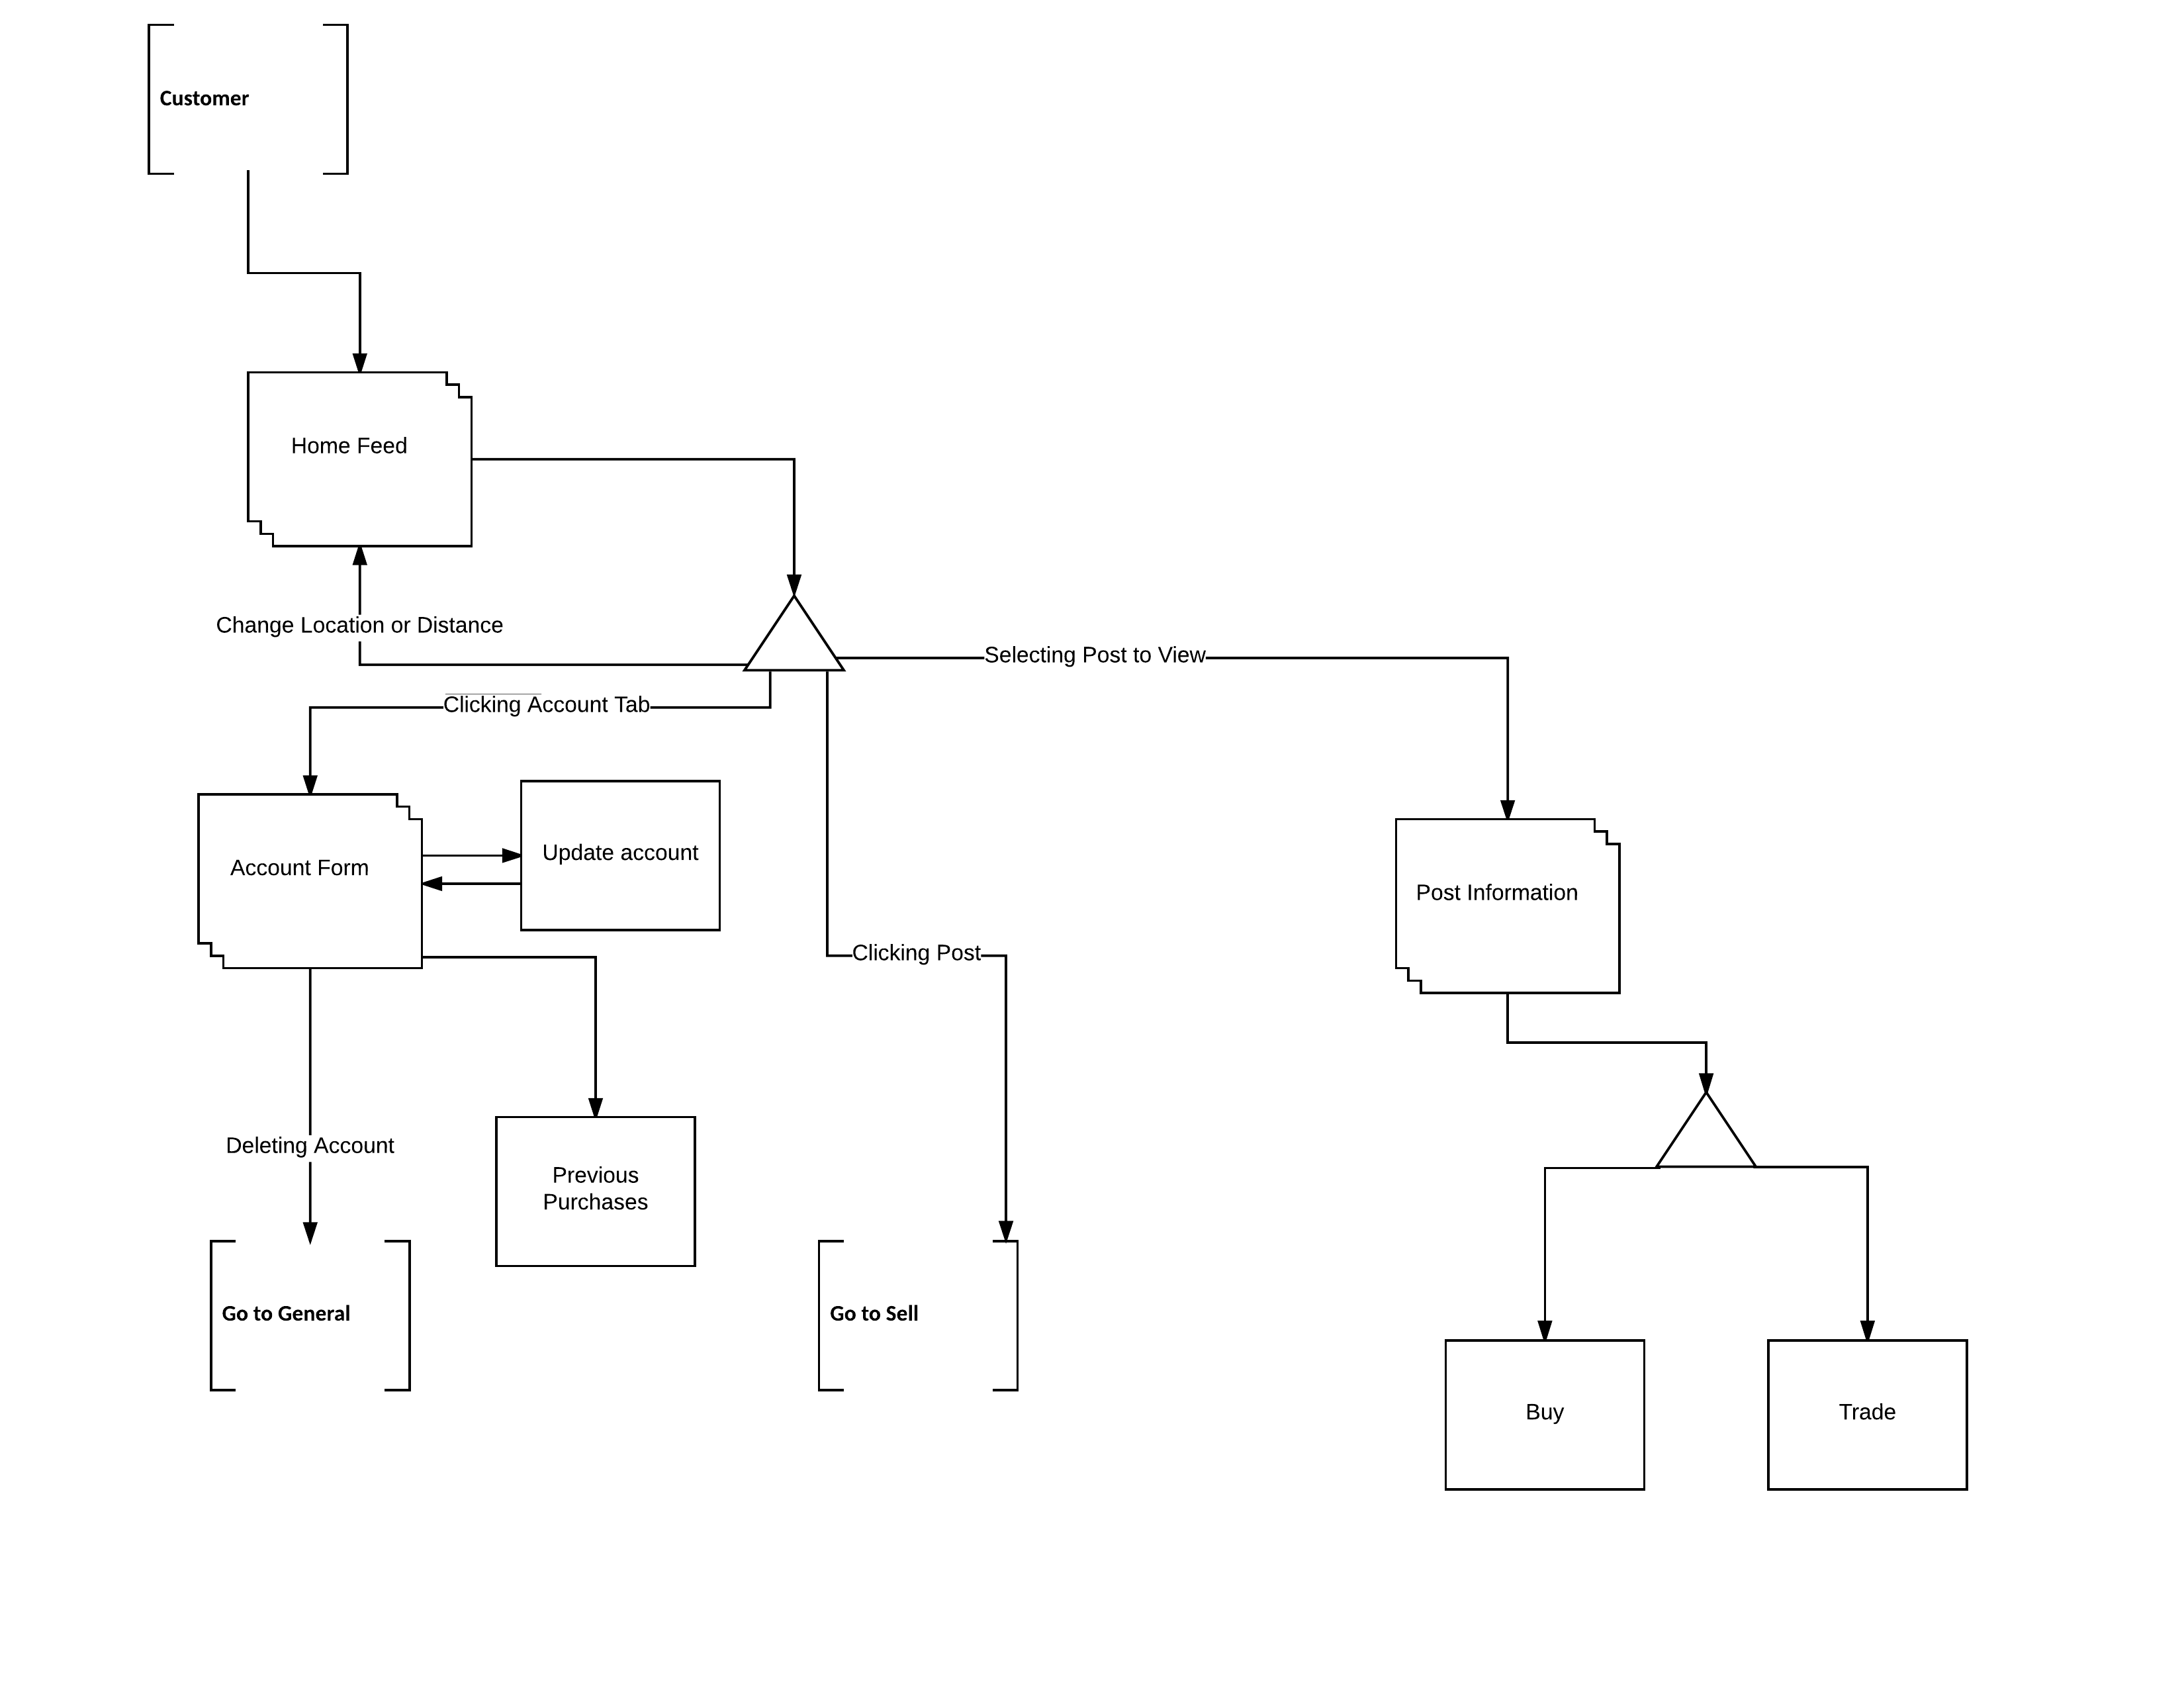 Customer
Home Feed
Change Location or Distance
Selecting Post to View
Clicking Account Tab
Update account
Account Form
Post Information
Clicking Post
Deleting Account
Previous
Purchases
Go to General
Go to Sell
Buy
Trade